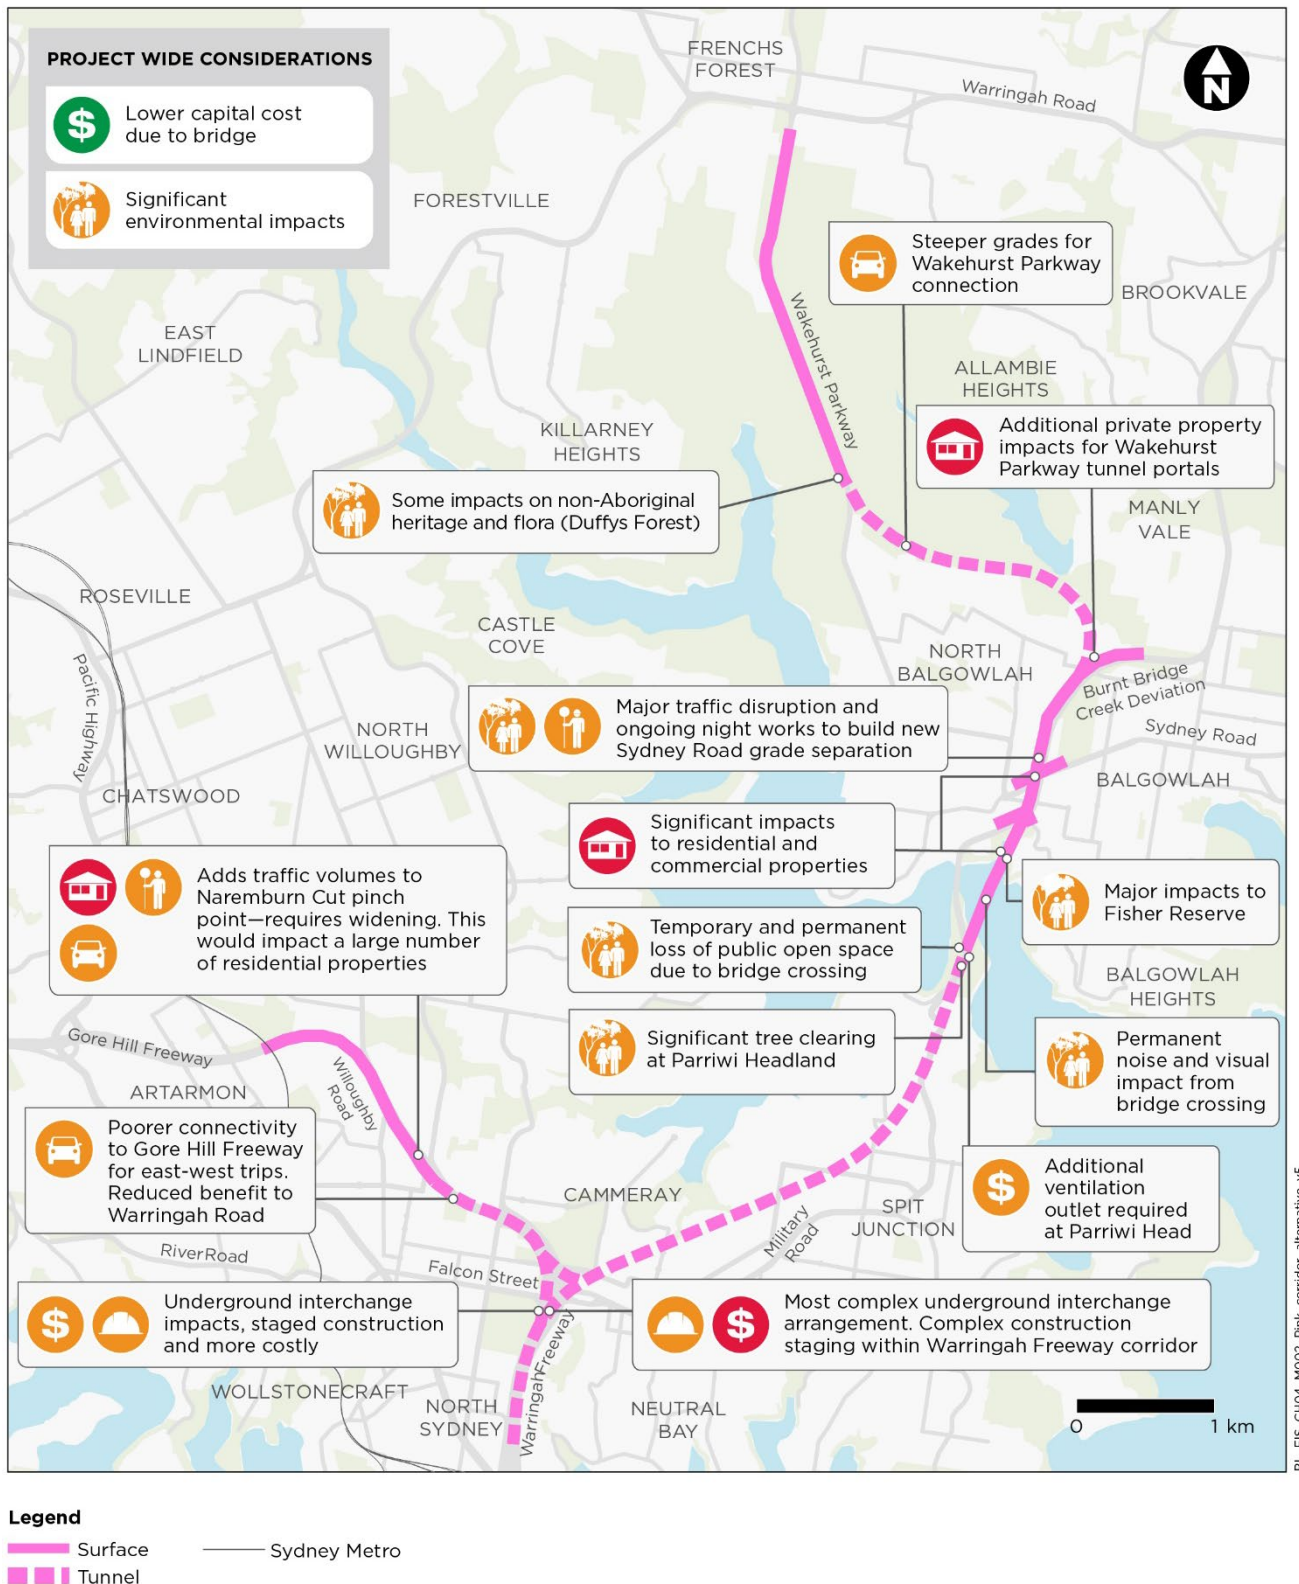 PROJECT WIDE CONSIDERATIONS
Lower capital cost
due to bridge
Significant
environmental impacts
FRENCHS
FOREST
Warringah Road
N
FORESTVILLE
Steeper grades for
Wakehurst Parkway
connection
BROOKVALE
EAST
LINDFIELD
Wakehurst Parkway
ALLAMBIE
HEIGHTS
KILLARNEY
HEIGHTS
Additional private property
impacts for Wakehurst
Parkway tunnel portals
Some impacts on non-Aboriginal
heritage and flora (Duffys Forest)
MANLY
VALE
ROSEVILLE
CASTLE
COVE
NORTH
BALGOWLAH
Pacific Highway
Burnt Bridge
Creek Deviation
Major traffic disruption and
ongoing night works to build new
Sydney Road grade separation
NORTH
WILLOUGHBY
Sydney Road
BALGOWLAH
CHATSWOOD
Significant impacts
to residential and
commercial properties
Adds traffic volumes to
Naremburn Cut pinch
point—requires widening. This
would impact a large number
of residential properties
Major impacts to
Fisher Reserve
Temporary and permanent
loss of public open space
due to bridge crossing
BALGOWLAH
HEIGHTS
Significant tree clearing
at Parriwi Headland
Permanent
noise and visual
impact from
bridge crossing
Gore Hill Freeway
Willoughby
Road
ARTARMON
Poorer connectivity
to Gore Hill Freeway
for east-west trips.
Reduced benefit to
Warringah Road
Additional
ventilation
outlet required
at Parriwi Head
CAMMERAY
SPIT
JUNCTION
Military
Road
RiverRoad
Falcon Street
Underground interchange
impacts, staged construction
and more costly
Most complex underground interchange
arrangement. Complex construction
staging within Warringah Freeway corridor
Warringah Freeway
WOLLSTONECRAFT
NORTH
SYDNEY
NEUTRAL
BAY
0 1 km
Legend
Surface
Sydney Metro
Tunnel